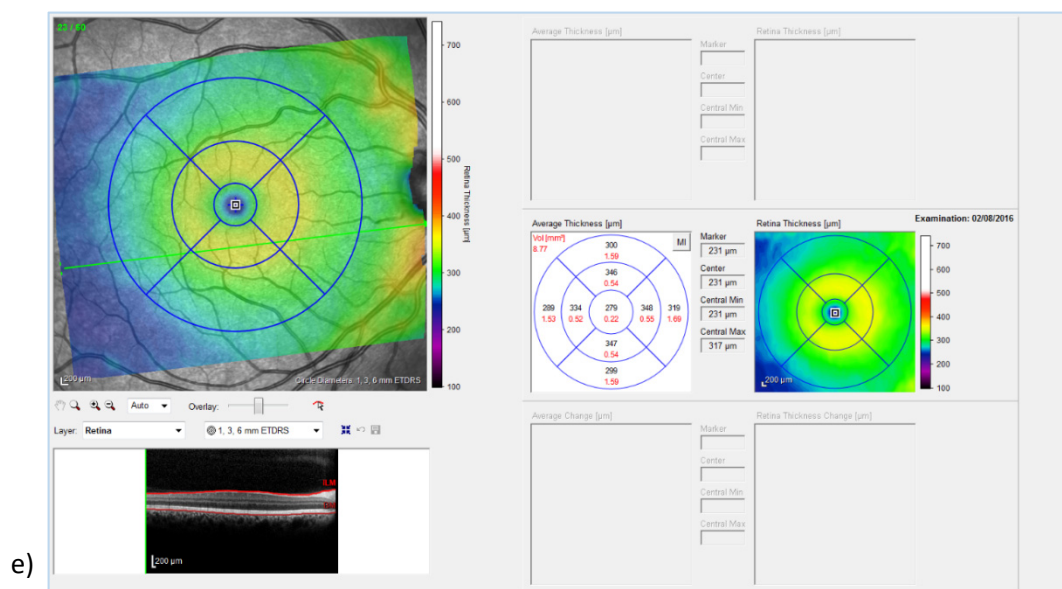 23 / 60
700
600
500
400
300
200
100
Retina Thickness [µm]
200 µm
Circle Diameters: 1, 3, 6 mm ETDRS
Auto
Overlay:
Layer: Retina
1, 3, 6 mm ETDRS
ILM
200 µm
e)
Average Thickness [µm]
Marker
Center
Central Min
Central Max
Retina Thickness [µm]
Average Thickness [µm]
Vol [mm³]
8.77
MI
300
1.59
346
0.54
289 334 279 348 319
1.53 0.52 0.22 0.55 1.69
347
0.54
299
1.59
Marker
231 µm
Center
231 µm
Central Min
231 µm
Central Max
317 µm
Retina Thickness [µm]
Examination: 02/08/2016
200 µm
700
600
500
400
300
200
100
Average Change [µm]
Marker
Center
Central Min
Central Max
Retina Thickness Change [µm]